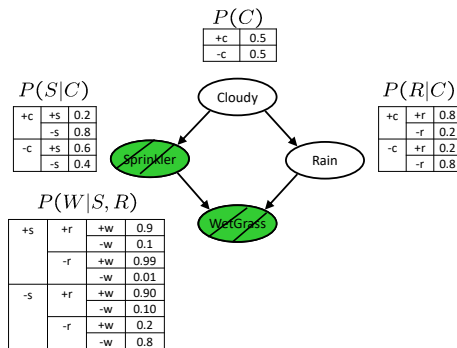 P(C)
+c 0.5
-c 0.5
P(S|C)
+c +s 0.2
-s 0.8
-c +s 0.6
-s 0.4
Cloudy
P(R|C)
+c +r 0.8
-r 0.2
-c +r 0.2
-r 0.8
Sprinkler
Rain
P(W|S, R)
WetGrass
+s +r +w 0.9
-w 0.1
-r +w 0.99
-w 0.01
-s +r +w 0.90
-w 0.10
-r +w 0.2
-w 0.8